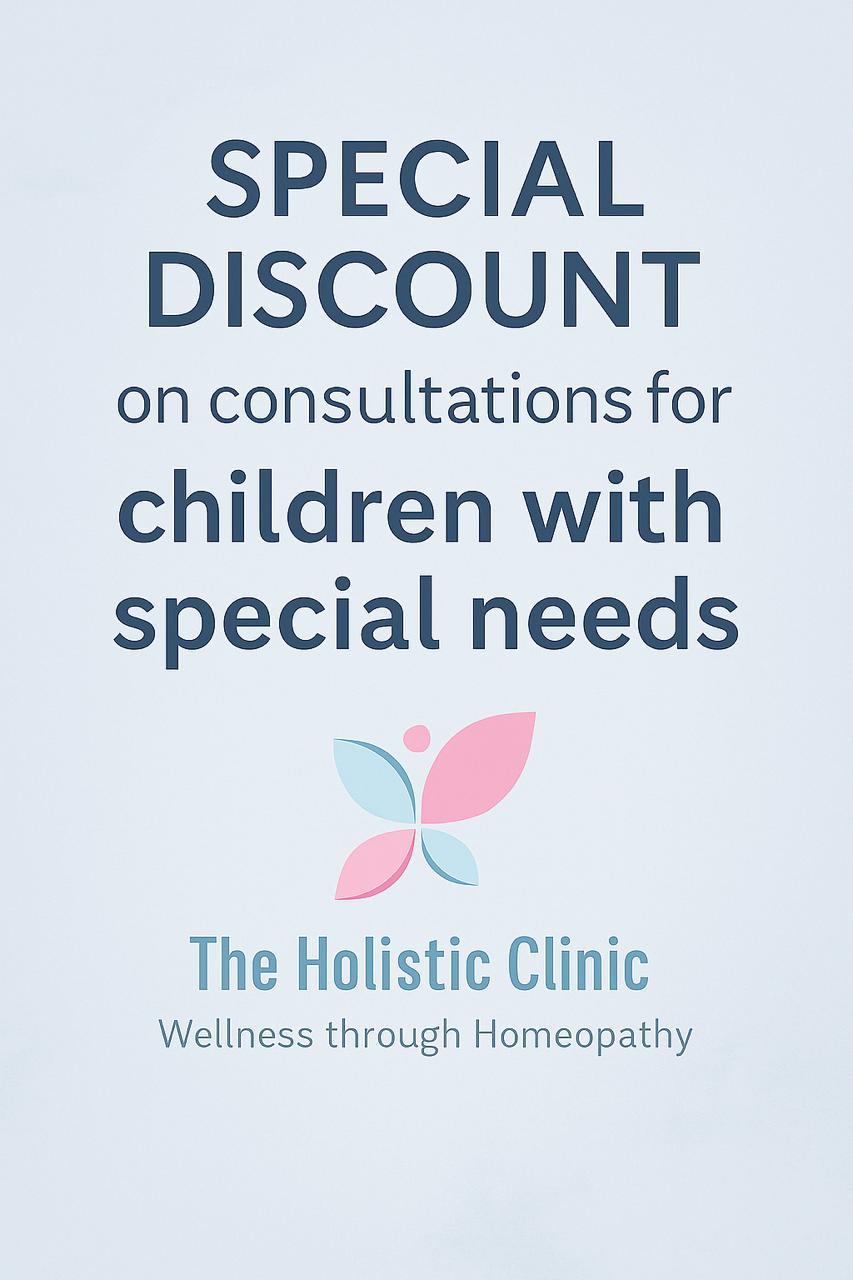 SPECIAL
DISCOUNT
on consultations for
children with
special needs
The Holistic Clinic
Wellness through Homeopathy